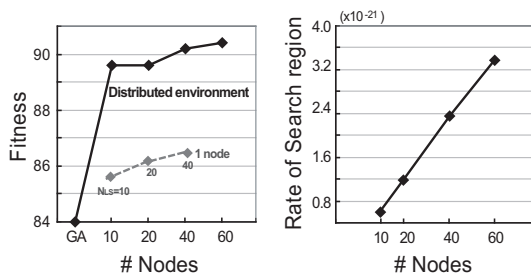 90
88
86
84
Fitness
Distributed environment
1 node
NLS=10
20
40
GA
10
20
40
60
# Nodes
(x10-21)
4.0
3.2
2.4
1.6
0.8
Rate of Search region
10
20
40
60
# Nodes